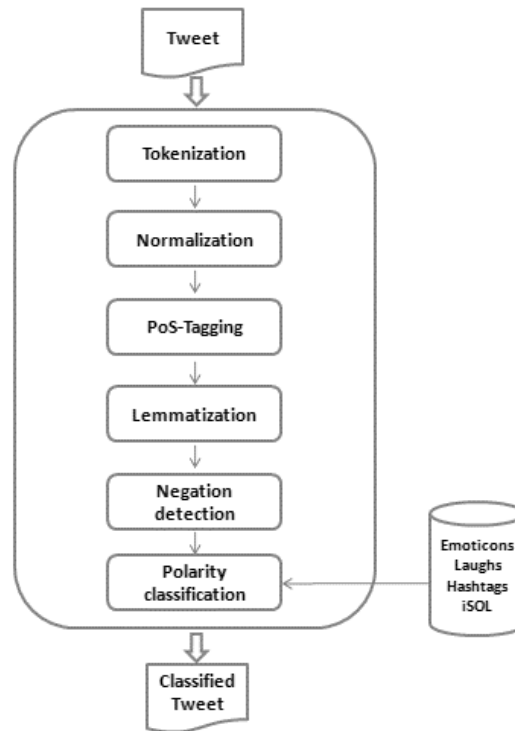 Tweet
Tokenization
Normalization
PoS-Tagging
Lemmatization
Negation
detection
Polarity
classification
Emoticons
Laughs
Hashtags
iSOL
Classified
Tweet